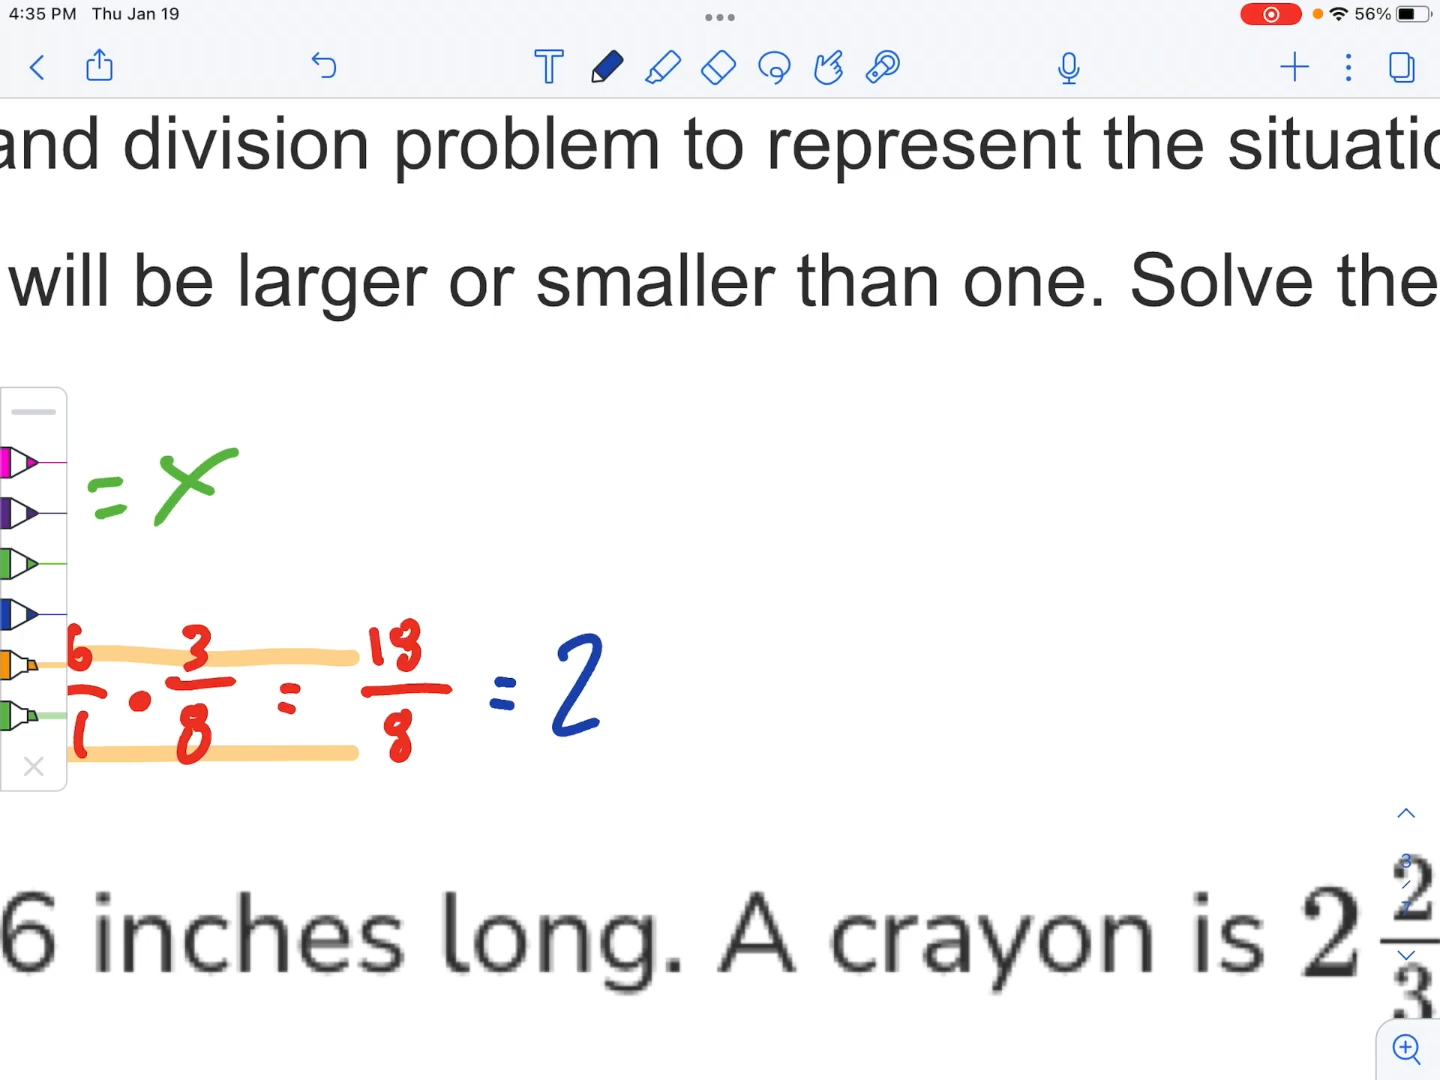 4:35 PM Thu Jan 19 56%
and division problem to represent the situatio
will be larger or smaller than one. Solve the
= x
6/1 • 3/8 = 18/8 = 2
3 / 7
6 inches long. A crayon is 2 2/3